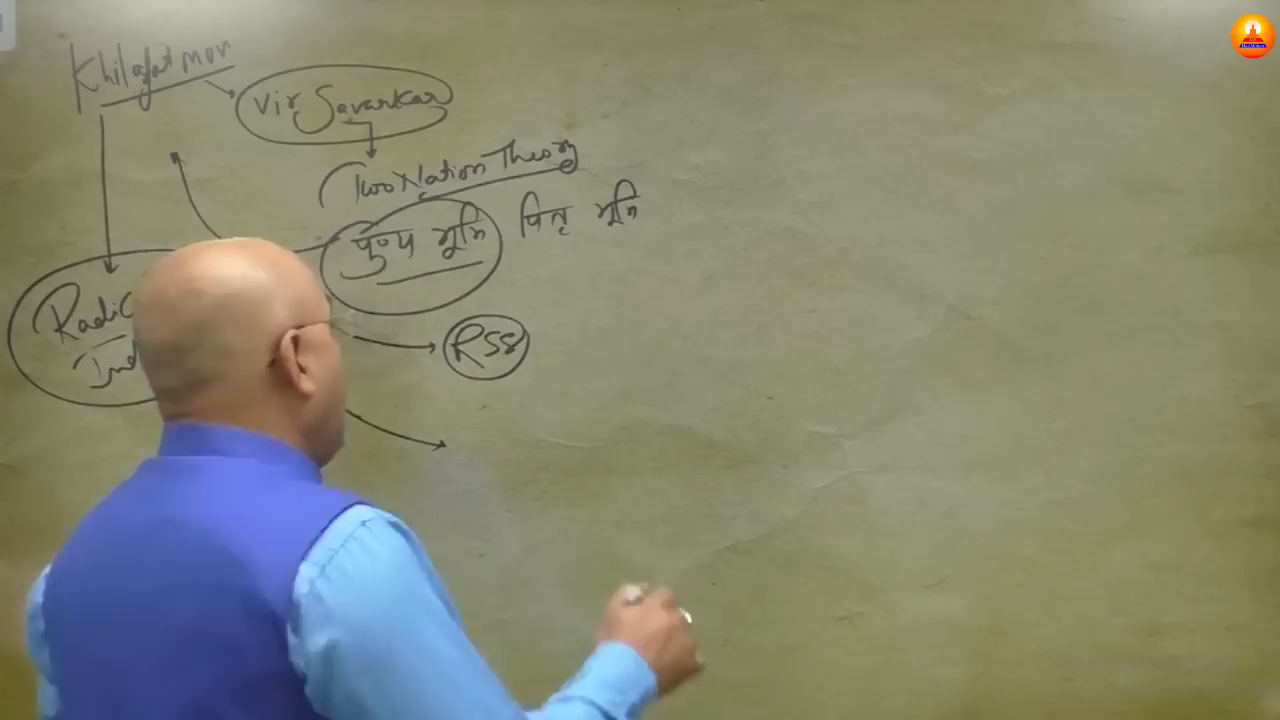 Khilafat mov
Vir Savarkar
Two Nation Theory
पुण्य भूमि पितृ भूमि
RSS